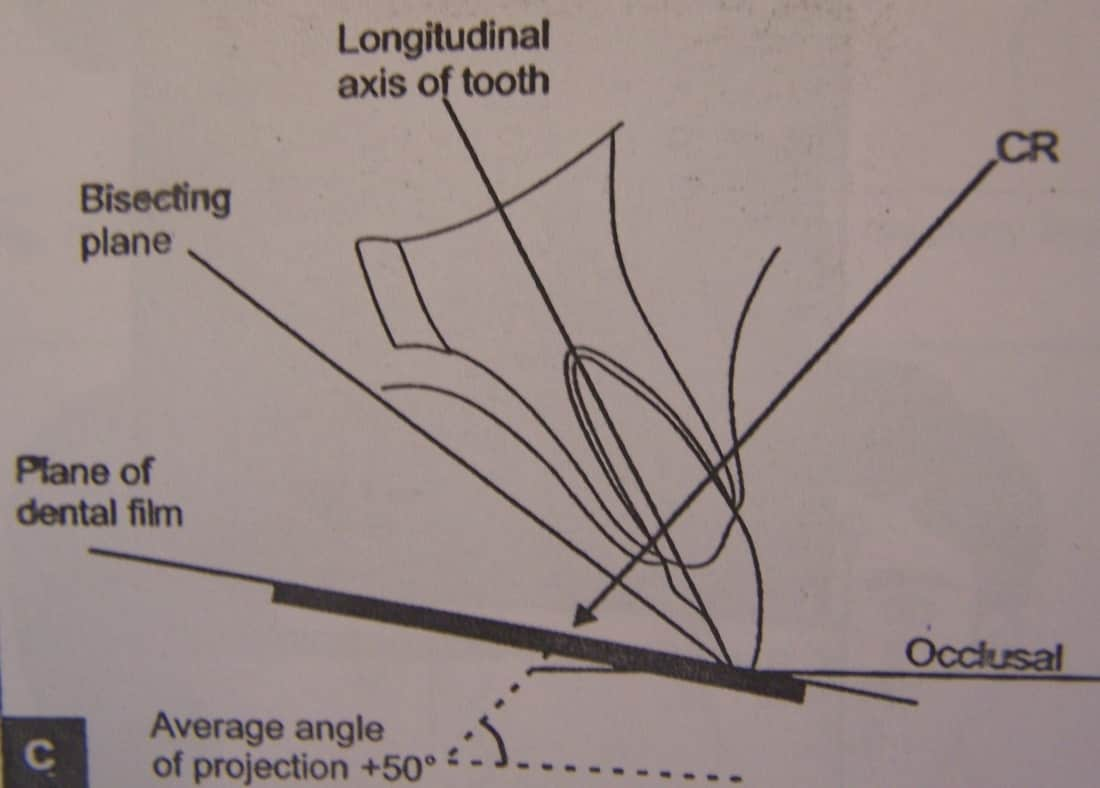 Longitudinal
axis of tooth
CR
Bisecting
plane
Plane of
dental film
Occlusal
Average angle
of projection +50°
C